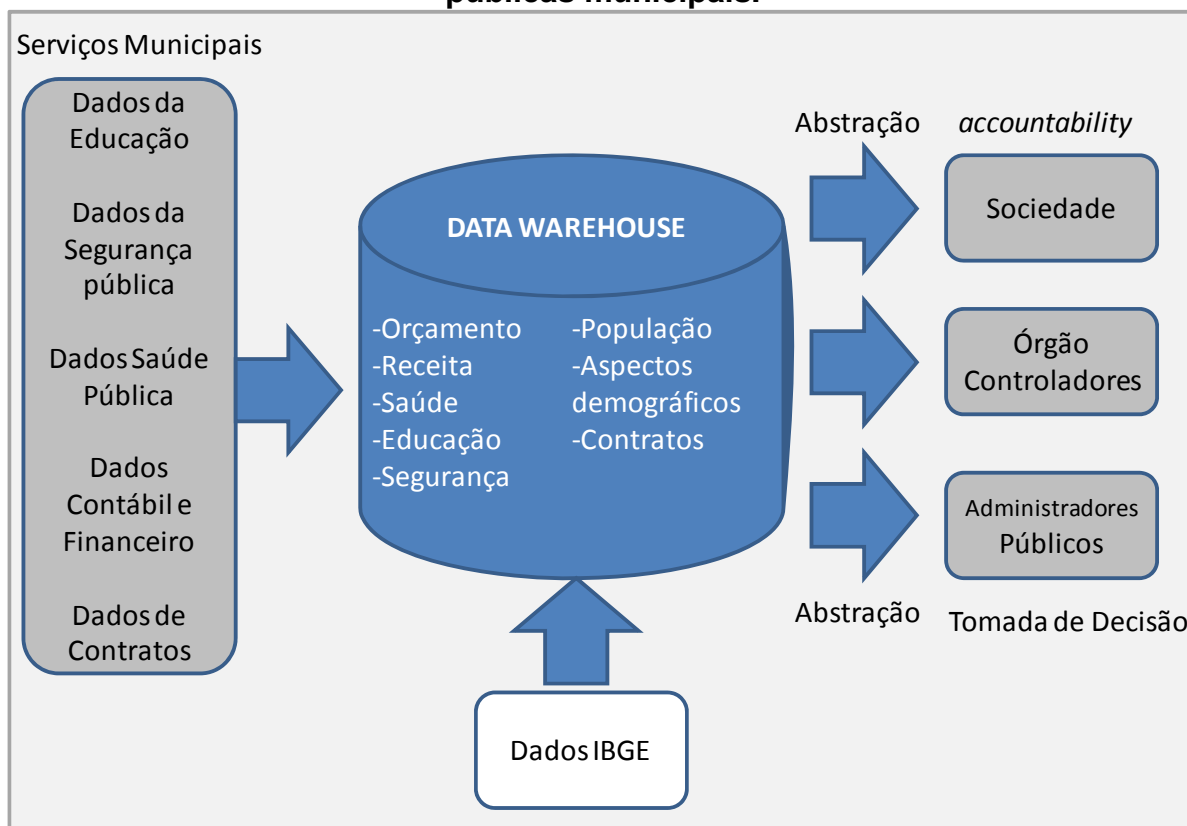 públicas municipais.
Serviços Municipais
Dados da
Educação
Dados da
Segurança
pública
Dados Saúde
Pública
Dados
Contábil e
Financeiro
Dados de
Contratos
DATA WAREHOUSE
-Orçamento
-Receita
-Saúde
-Educação
-Segurança
-População
-Aspectos
demográficos
-Contratos
Dados IBGE
Abstração
accountability
Sociedade
Órgão
Controladores
Administradores
Públicos
Abstração
Tomada de Decisão